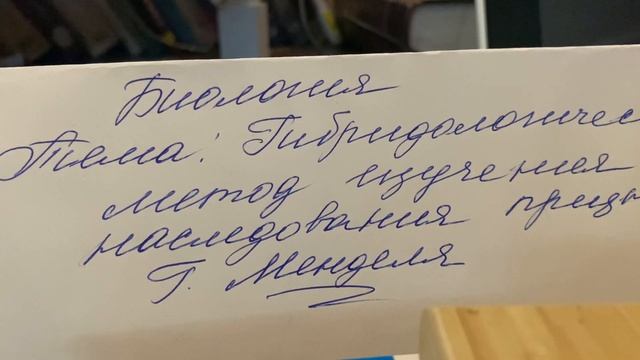 Биология
Тема: Гибридологичес
метод изучения
наследования призн
Г. Менделя